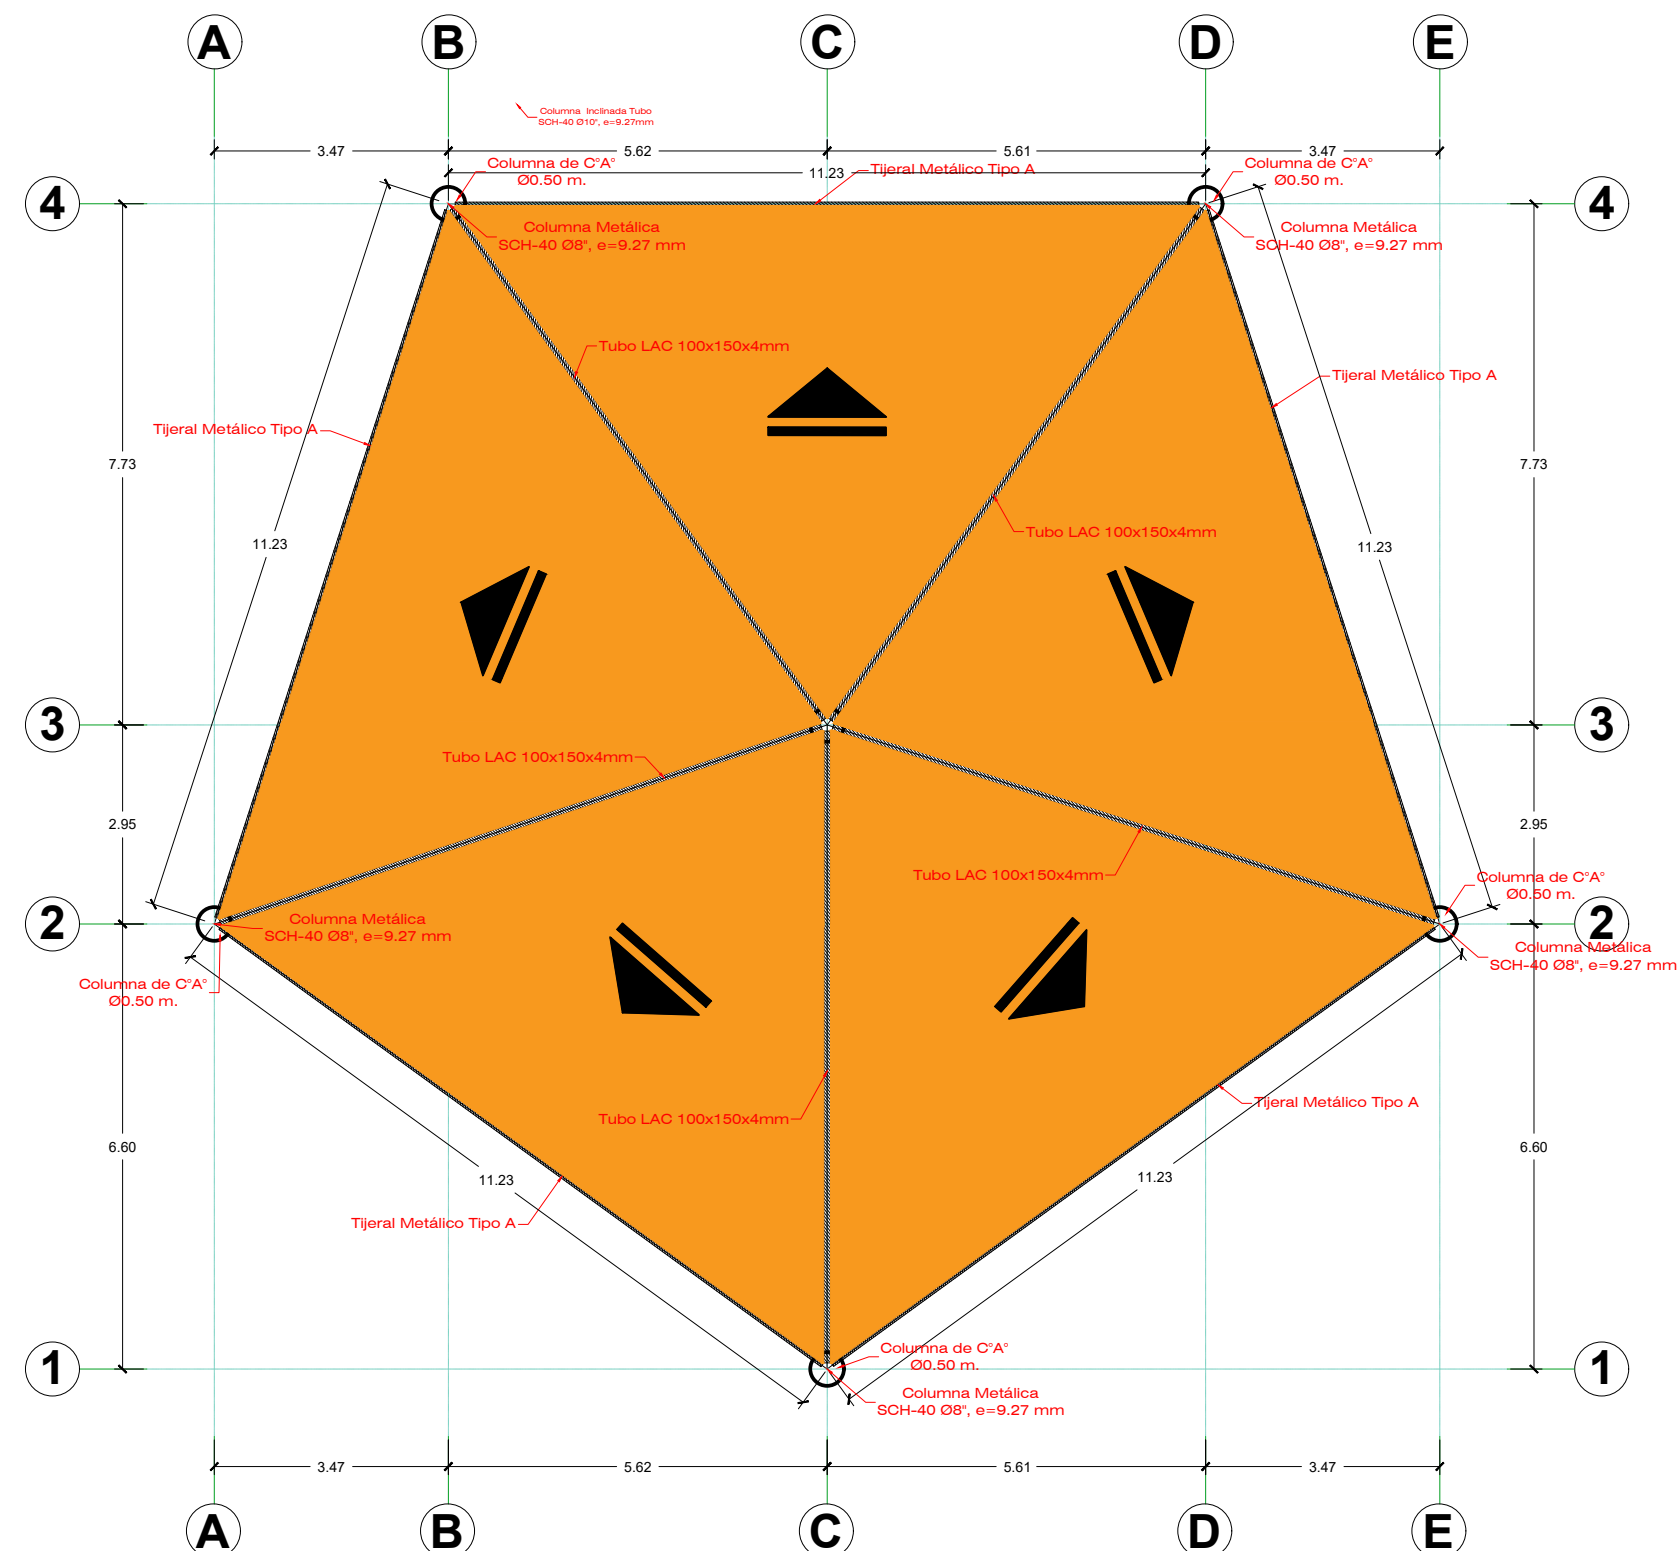 A B C D E
Columna Inclinada Tubo
SCH-40 Ø10", e=9.27mm
3.47 5.62 5.61 3.47
Columna de C°A°
Ø0.50 m.
11.23
Tijeral Metálico Tipo A
Columna de C°A°
Ø0.50 m.
4 4
Columna Metálica
SCH-40 Ø8", e=9.27 mm
Columna Metálica
SCH-40 Ø8", e=9.27 mm
Tubo LAC 100x150x4mm
Tijeral Metálico Tipo A
Tijeral Metálico Tipo A
7.73 7.73
Tubo LAC 100x150x4mm
11.23 11.23
3 3
Tubo LAC 100x150x4mm
2.95 2.95
Tubo LAC 100x150x4mm
Columna de C°A°
Ø0.50 m.
2 2
Columna Metálica
SCH-40 Ø8", e=9.27 mm
Columna Metálica
SCH-40 Ø8", e=9.27 mm
Columna de C°A°
Ø0.50 m.
Tijeral Metálico Tipo A
Tubo LAC 100x150x4mm
6.60 6.60
11.23 11.23
Tijeral Metálico Tipo A
Columna de C°A°
Ø0.50 m.
1 1
Columna Metálica
SCH-40 Ø8", e=9.27 mm
3.47 5.62 5.61 3.47
A B C D E